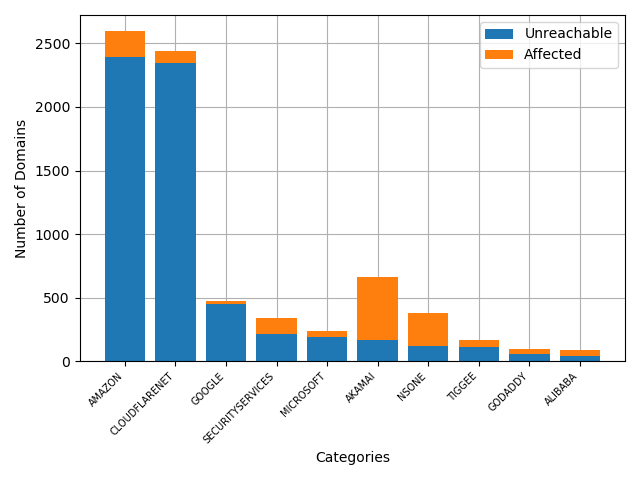 2500
2000
1500
1000
500
0
Number of Domains
Unreachable
Affected
AMAZON
CLOUDFLARENET
GOOGLE
SECURITYSERVICES
MICROSOFT
AKAMAI
NSONE
TIGGEE
GODADDY
ALIBABA
Categories